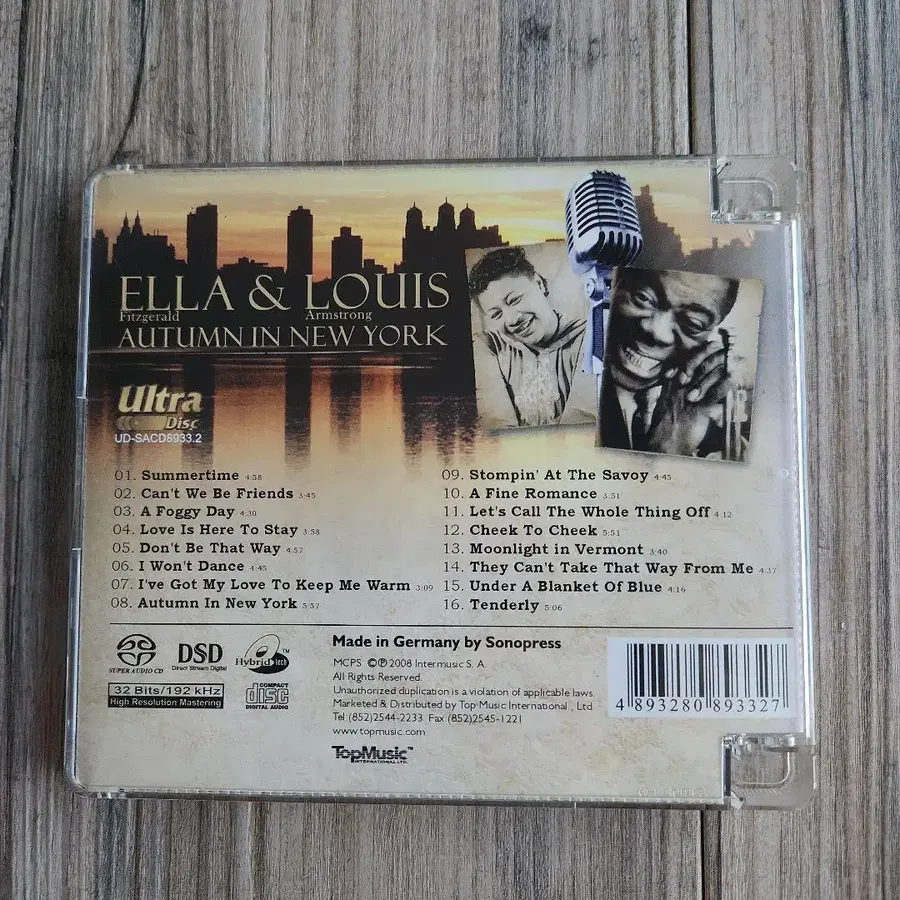 ELLA & LOUIS
Fitzgerald Armstrong
AUTUMN IN NEW YORK
Ultra
Disc
UD-SACD8933.2
01. Summertime 4:58
02. Can't We Be Friends 3:45
03. A Foggy Day 4:30
04. Love Is Here To Stay 3:58
05. Don't Be That Way 4:57
06. I Won't Dance 4:45
07. I've Got My Love To Keep Me Warm 3:09
08. Autumn In New York 5:57
09. Stompin' At The Savoy 4:45
10. A Fine Romance 3:51
11. Let's Call The Whole Thing Off 4:12
12. Cheek To Cheek 5:51
13. Moonlight in Vermont 3:40
14. They Can't Take That Way From Me 4:37
15. Under A Blanket Of Blue 4:16
16. Tenderly 5:06
SUPER AUDIO CD
DSD
Direct Stream Digital
Hybrid tech TM
32 Bits/192 kHz
High Resolution Mastering
COMPACT
disc
DIGITAL AUDIO
Made in Germany by Sonopress
MCPS ©℗ 2008 Intermusic S. A.
All Rights Reserved.
Unauthorized duplication is a violation of applicable laws.
Marketed & Distributed by Top Music International , Ltd
Tel:(852)2544-2233 Fax:(852)2545-1221
www.topmusic.com
TopMusic™
INTERNATIONAL LTD.
4 893280 893327